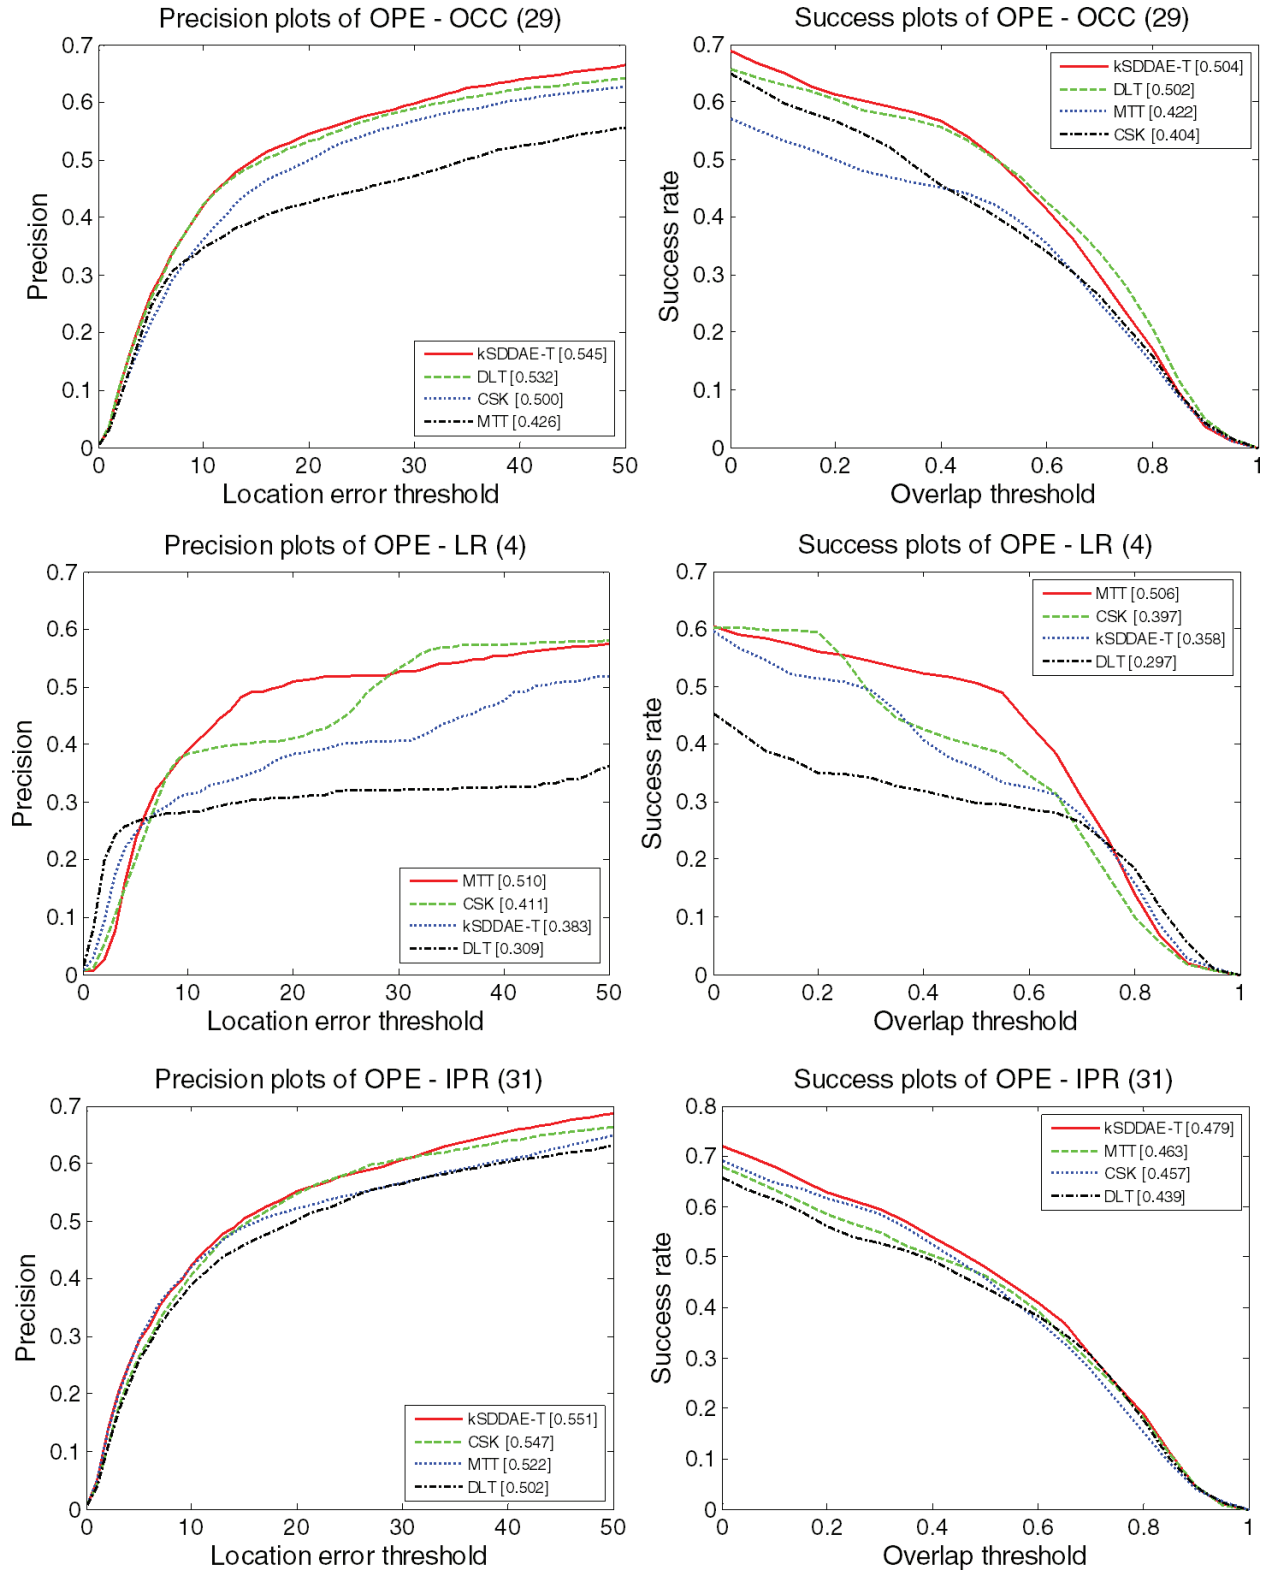 Precision plots of OPE - OCC (29)
0.7
0.6
0.5
0.4
0.3
0.2
0.1
0
Precision
kSDDAE-T [0.545]
DLT [0.532]
CSK [0.500]
MTT [0.426]
0 10 20 30 40 50
Location error threshold
Success plots of OPE - OCC (29)
0.7
0.6
0.5
0.4
0.3
0.2
0.1
0
Success rate
kSDDAE-T [0.504]
DLT [0.502]
MTT [0.422]
CSK [0.404]
0 0.2 0.4 0.6 0.8 1
Overlap threshold
Precision plots of OPE - LR (4)
0.7
0.6
0.5
0.4
0.3
0.2
0.1
0
Precision
MTT [0.510]
CSK [0.411]
kSDDAE-T [0.383]
DLT [0.309]
0 10 20 30 40 50
Location error threshold
Success plots of OPE - LR (4)
0.7
0.6
0.5
0.4
0.3
0.2
0.1
0
Success rate
MTT [0.506]
CSK [0.397]
kSDDAE-T [0.358]
DLT [0.297]
0 0.2 0.4 0.6 0.8 1
Overlap threshold
Precision plots of OPE - IPR (31)
0.7
0.6
0.5
0.4
0.3
0.2
0.1
0
Precision
kSDDAE-T [0.551]
CSK [0.547]
MTT [0.522]
DLT [0.502]
0 10 20 30 40 50
Location error threshold
Success plots of OPE - IPR (31)
0.8
0.7
0.6
0.5
0.4
0.3
0.2
0.1
0
Success rate
kSDDAE-T [0.479]
MTT [0.463]
CSK [0.457]
DLT [0.439]
0 0.2 0.4 0.6 0.8 1
Overlap threshold